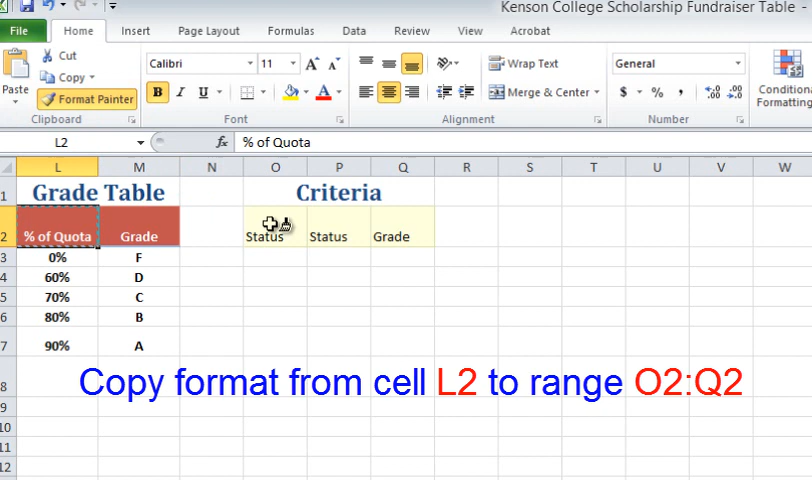 Kenson College Scholarship Fundraiser Table -
File Home Insert Page Layout Formulas Data Review View Acrobat
Cut
Copy
Paste
Format Painter
Clipboard
Calibri 11 A A
B I U A
Font
Wrap Text
Merge & Center
Alignment
General
$ % , .00 .0
Number
Conditiona
Formatting
L2 fx % of Quota
L M N O P Q R S T U V W
1 Grade Table Criteria
2 % of Quota Grade Status Status Grade
3 0% F
4 60% D
5 70% C
6 80% B
7 90% A
Copy format from cell L2 to range O2:Q2
8
9
10
11
12